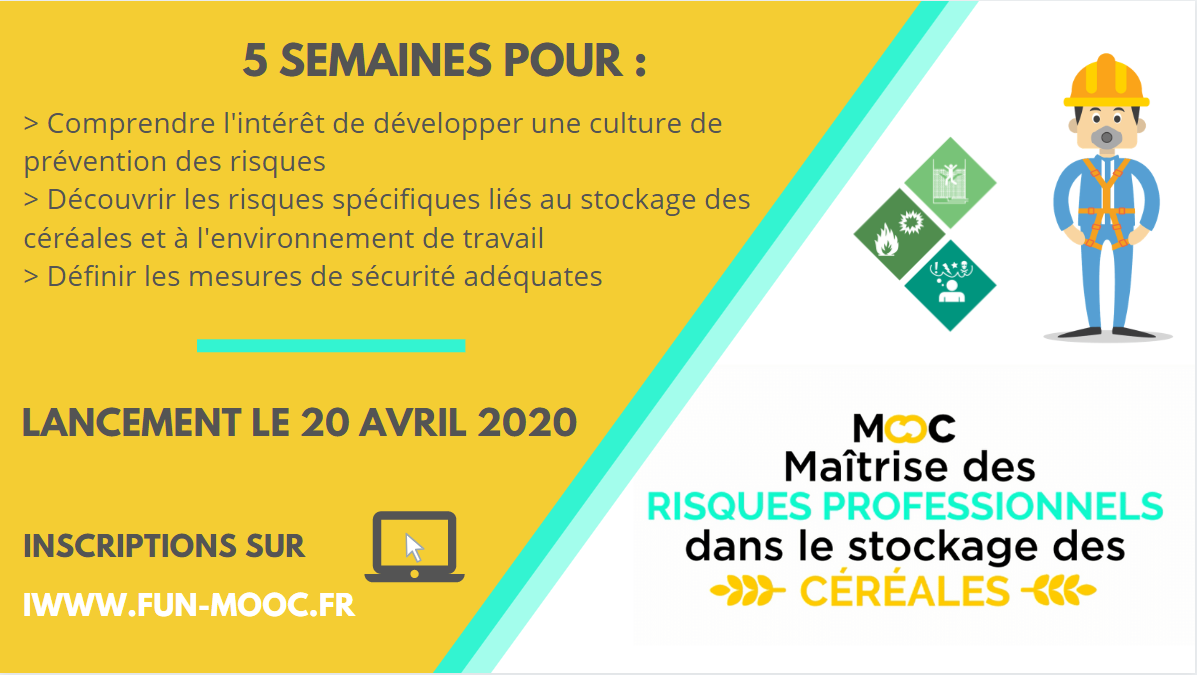 5 SEMAINES POUR :
> Comprendre l'intérêt de développer une culture de
prévention des risques
> Découvrir les risques spécifiques liés au stockage des
céréales et à l'environnement de travail
> Définir les mesures de sécurité adéquates
LANCEMENT LE 20 AVRIL 2020
INSCRIPTIONS SUR
IWWW.FUN-MOOC.FR
MOOC
Maîtrise des
RISQUES PROFESSIONNELS
dans le stockage des
CÉRÉALES